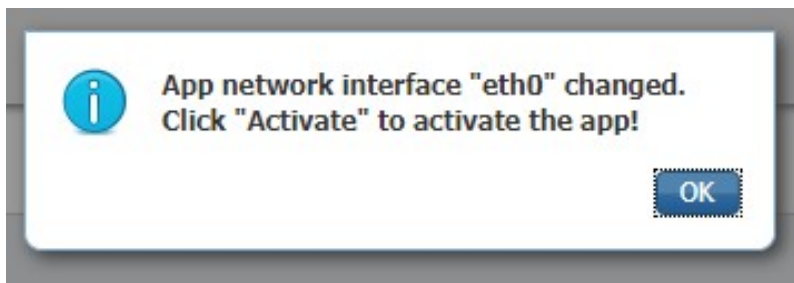 App network interface "eth0" changed.
Click "Activate" to activate the app!
OK